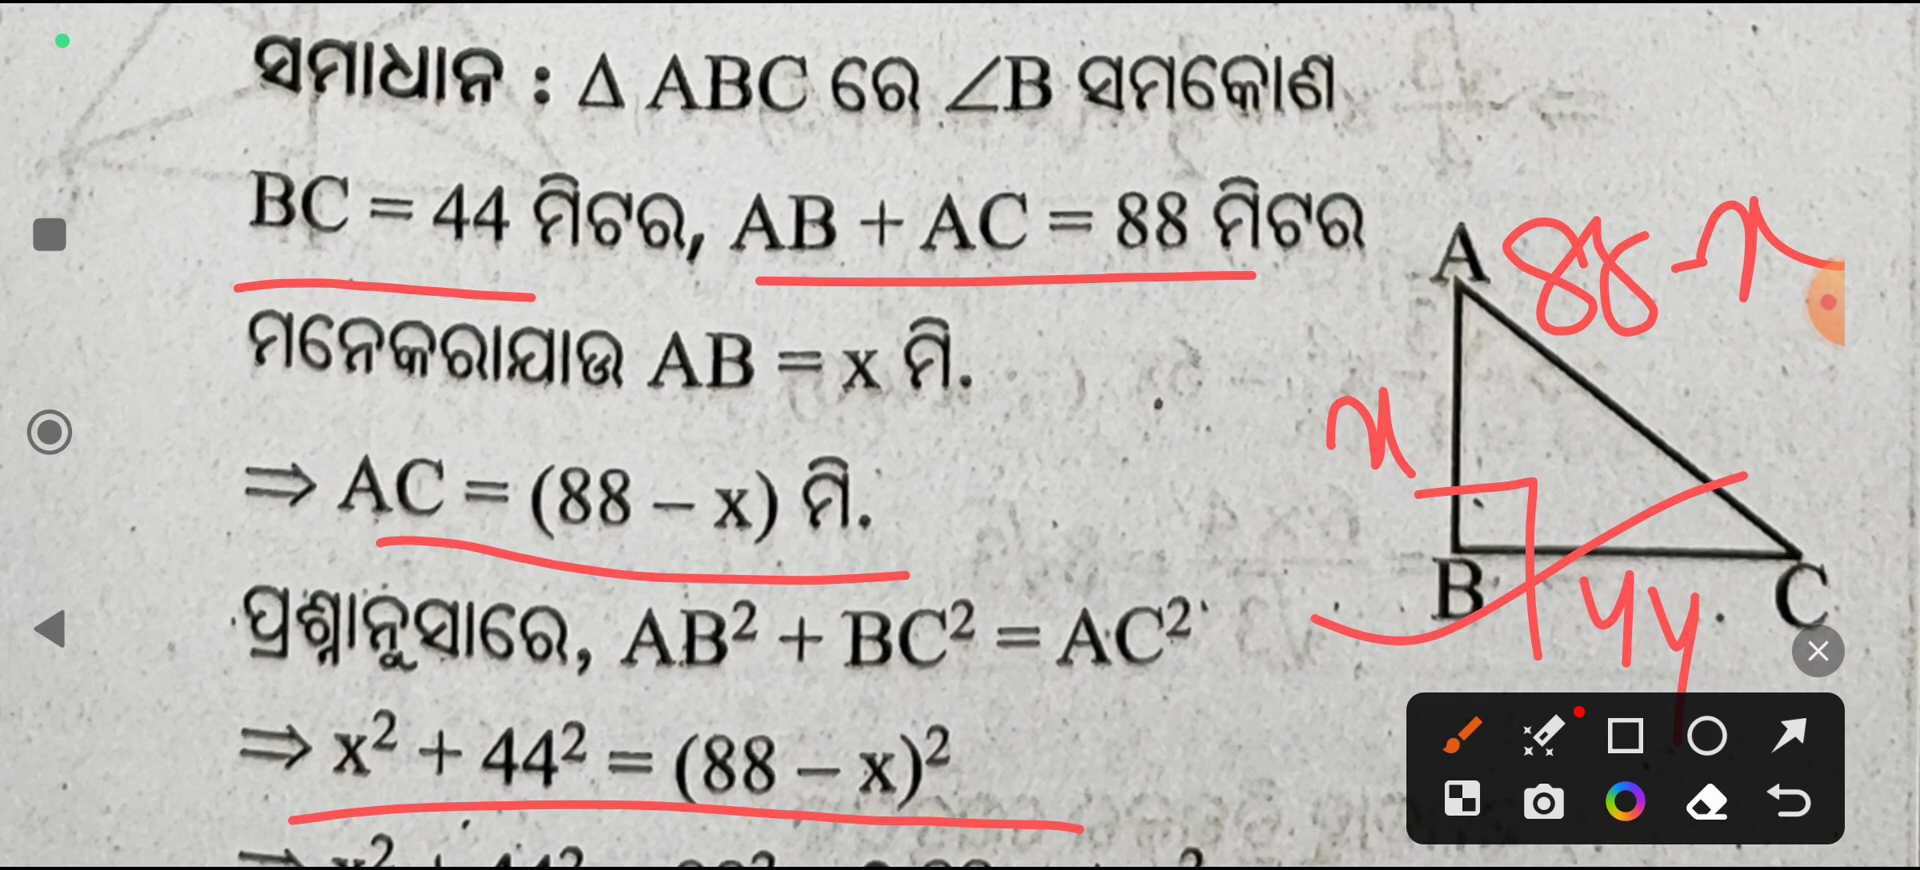 ସମାଧାନ : Δ ABC ରେ ∠B ସମକୋଣ
BC = 44 ମିଟର, AB + AC = 88 ମିଟର
ମନେକରାଯାଉ AB = x ମି.
⇒ AC = (88 – x) ମି.
ପ୍ରଶ୍ନାନୁସାରେ, AB² + BC² = AC²
⇒ x² + 44² = (88 – x)²
A
88-x
x
B
C
44